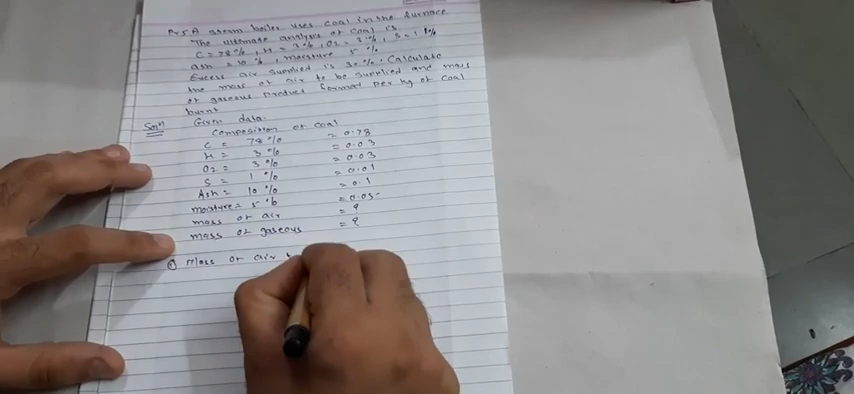 Pr.5 A steam boiler uses coal in the furnace
The ultimate analysis of coal is
C = 78%, H = 3%, O2 = 3%, S = 1%
ash = 10%, moisture 5%.
Excess air supplied is 30%. Calculate
the mass of air to be supplied and mass
of gaseous product formed per kg of coal
burnt
Soln Given data.
Composition of coal
C = 78% = 0.78
H = 3% = 0.03
O2 = 3% = 0.03
S = 1% = 0.01
Ash = 10% = 0.1
moisture = 5% = 0.05
mass of air = ?
mass of gaseous = ?
① Mass of air